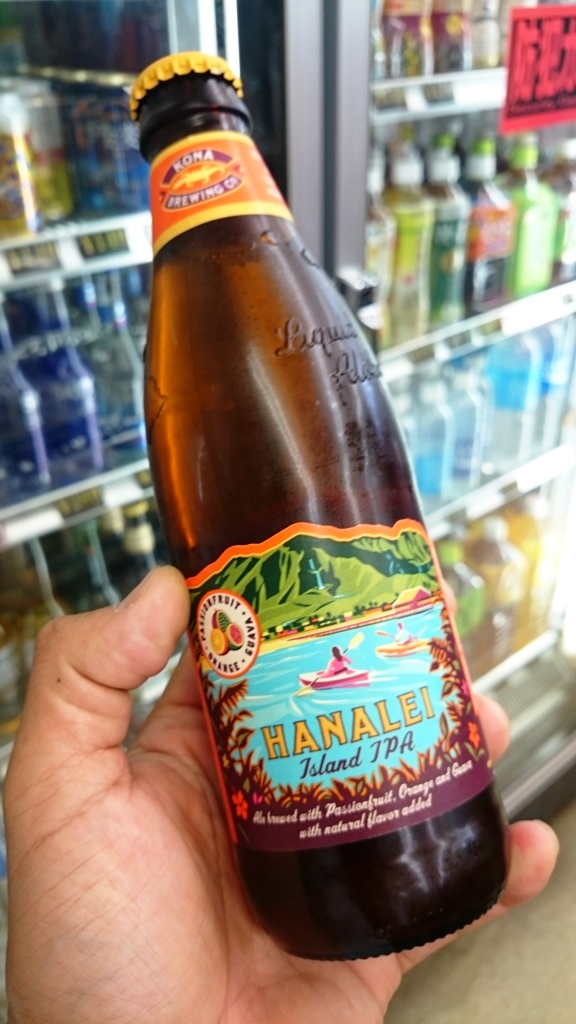 KONA
BREWING CO
Liquid
Aloha
PASSIONFRUIT • ORANGE • GUAVA
HANALEI
Island IPA
Ale brewed with Passionfruit, Orange and Guava
with natural flavor added